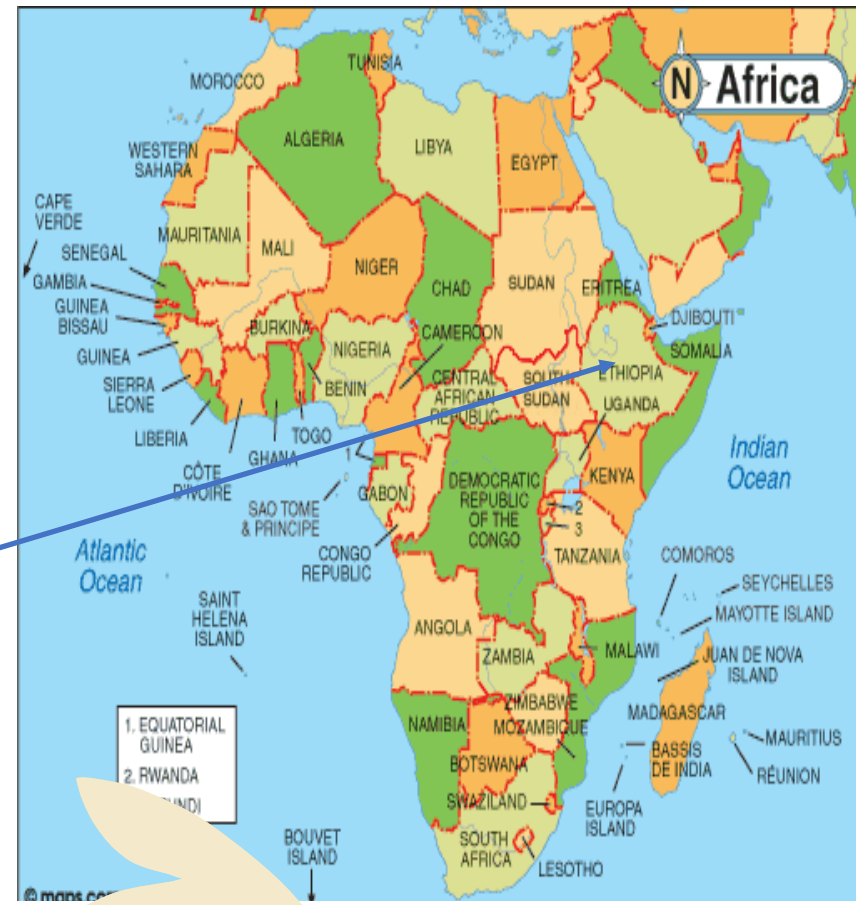 N
Africa
TUNISIA
MOROCCO
ALGERIA
LIBYA
EGYPT
WESTERN
SAHARA
CAPE
VERDE
MAURITANIA
MALI
NIGER
CHAD
SUDAN
ERITREA
SENEGAL
GAMBIA
GUINEA
BISSAU
DJIBOUTI
BURKINA
CAMEROON
SOMALIA
GUINEA
NIGERIA
ETHIOPIA
SIERRA
LEONE
BENIN
CENTRAL
AFRICAN
REPUBLIC
SOUTH
SUDAN
UGANDA
LIBERIA
TOGO
GHANA
CÔTE
D'IVOIRE
1
Indian
Ocean
KENYA
GABON
DEMOCRATIC
REPUBLIC
OF THE
CONGO
SAO TOME
& PRINCIPE
2
3
CONGO
REPUBLIC
TANZANIA
Atlantic
Ocean
COMOROS
SEYCHELLES
MAYOTTE ISLAND
SAINT
HELENA
ISLAND
ANGOLA
ZAMBIA
MALAWI
JUAN DE NOVA
ISLAND
ZIMBABWE
MOZAMBIQUE
MADAGASCAR
NAMIBIA
BOTSWANA
BASSIS
DE INDIA
MAURITIUS
RÉUNION
1. EQUATORIAL
GUINEA
2. RWANDA
SWAZILAND
EUROPA
ISLAND
SOUTH
AFRICA
LESOTHO
BOUVET
ISLAND
© maps.com